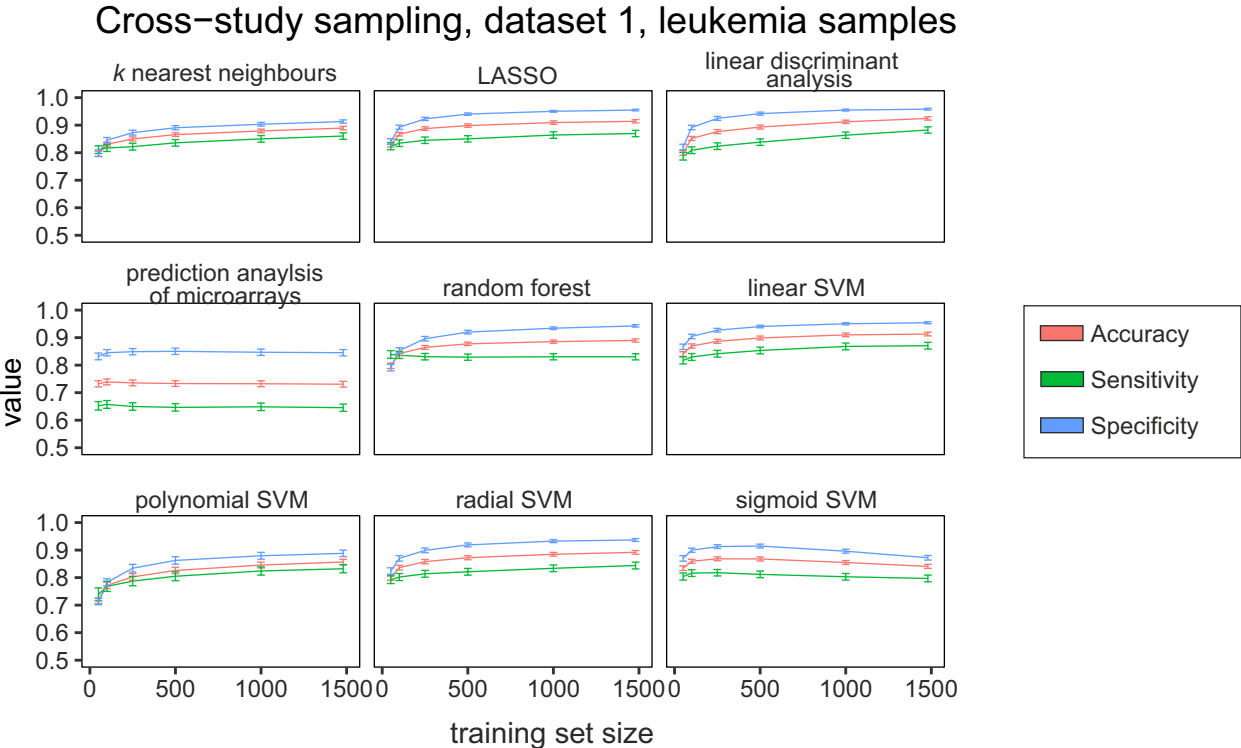 Cross−study sampling, dataset 1, leukemia samples
k nearest neighbours
LASSO
linear discriminant
analysis
1.0
0.9
0.8
0.7
0.6
0.5
prediction anaylsis
of microarrays
random forest
linear SVM
1.0
0.9
0.8
0.7
0.6
0.5
value
Accuracy
Sensitivity
Specificity
polynomial SVM
radial SVM
sigmoid SVM
1.0
0.9
0.8
0.7
0.6
0.5
0 500 1000 1500
0 500 1000 1500
0 500 1000 1500
training set size